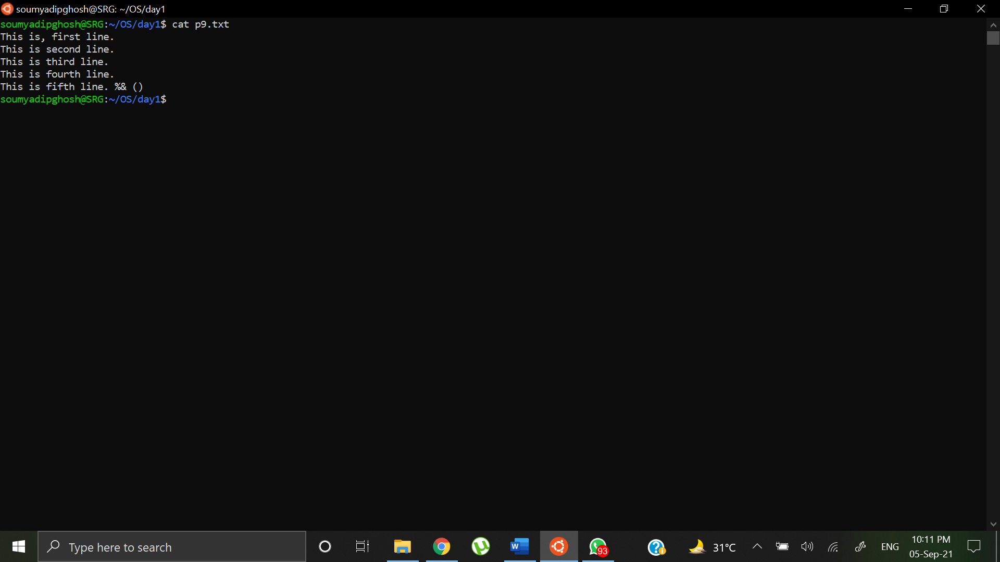 soumyadipghosh@SRG: ~/OS/day1
soumyadipghosh@SRG:~/OS/day1$ cat p9.txt
This is, first line.
This is second line.
This is third line.
This is fourth line.
This is fifth line. %& ()
soumyadipghosh@SRG:~/OS/day1$
Type here to search
W
93
31°C
ENG
10:11 PM
05-Sep-21